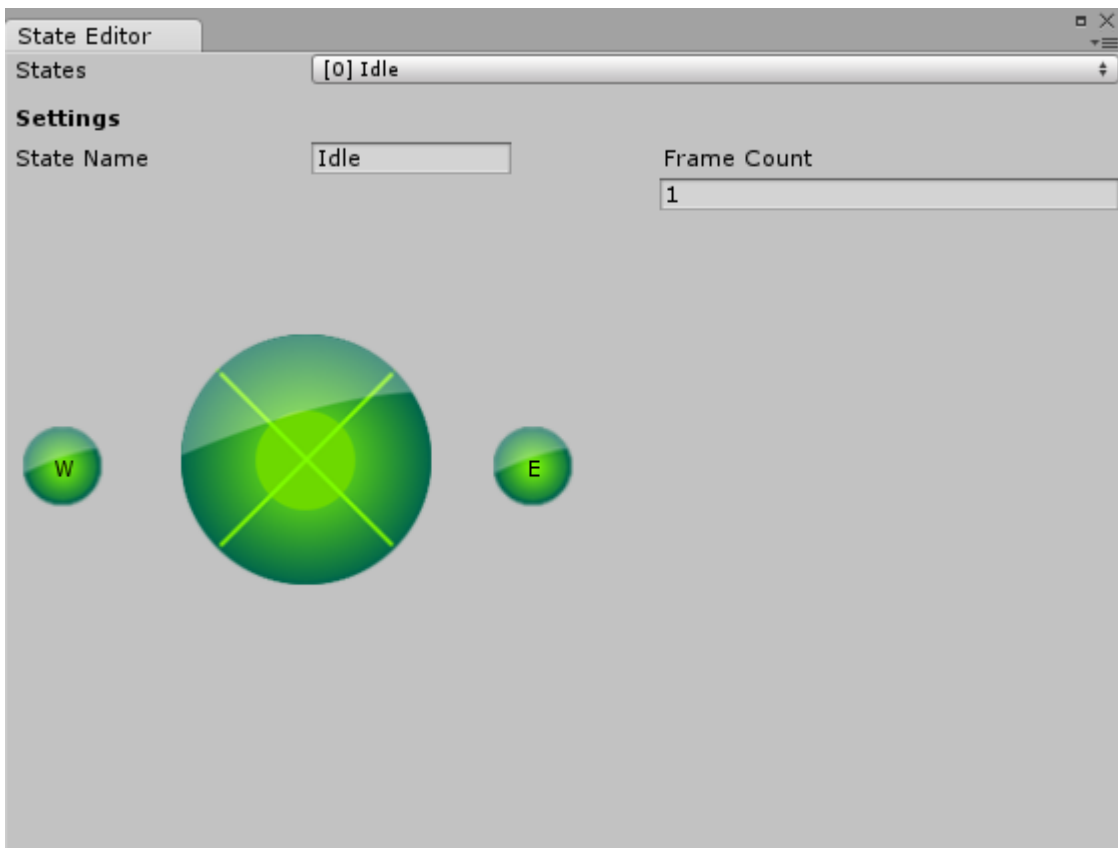 State Editor
States [0] Idle
Settings
State Name Idle Frame Count
1
W E